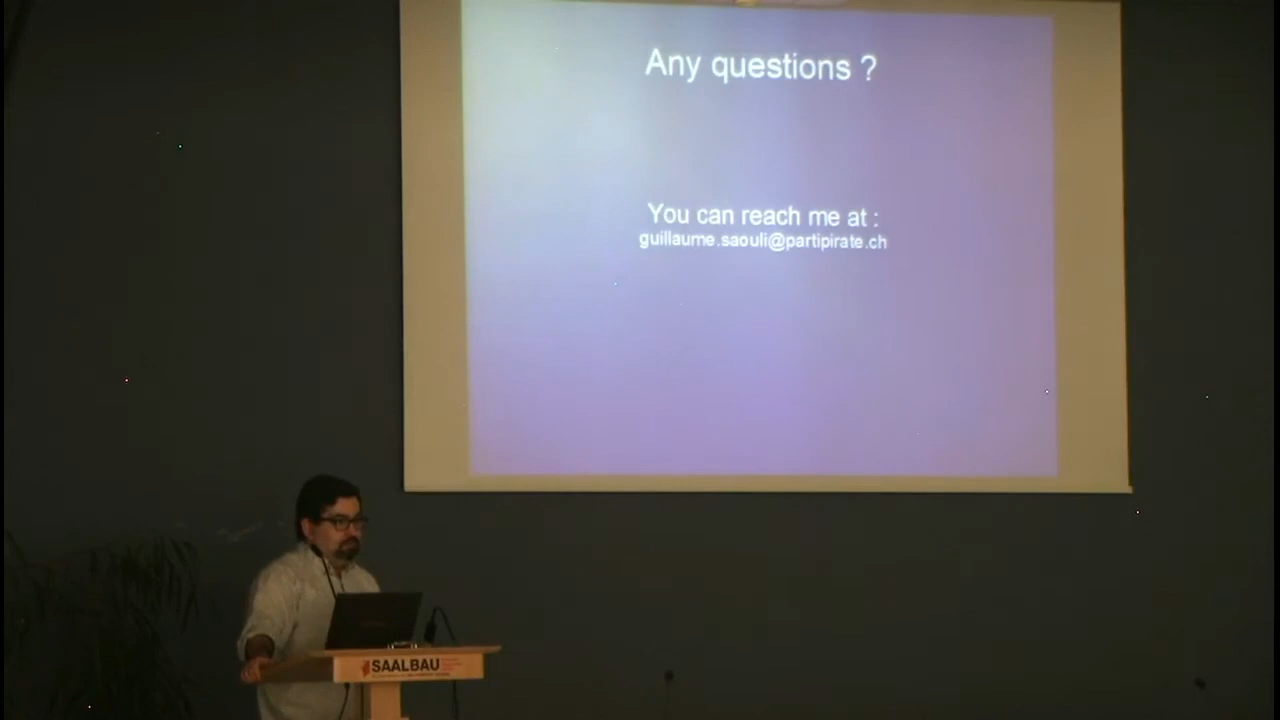 Any questions ?
You can reach me at :
guillaume.saouli@partipirate.ch
SAALBAU